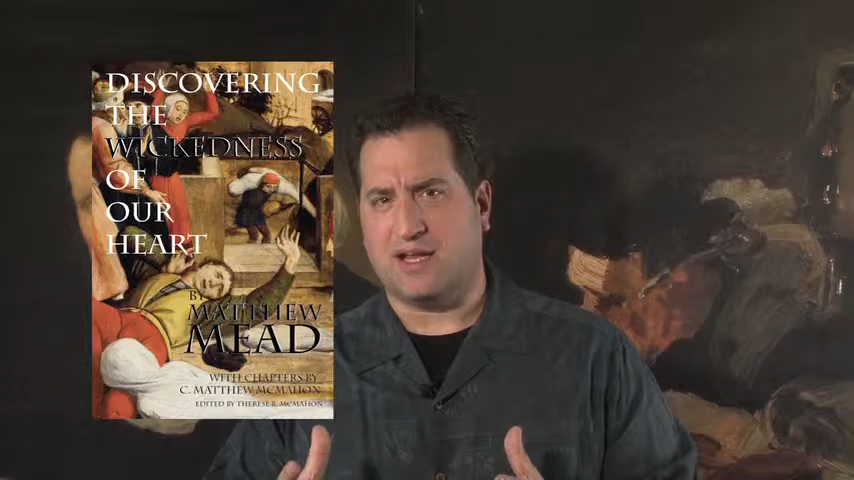 DISCOVERING
THE
WICKEDNESS
OF
OUR
HEART
BY
MATTHEW
MEAD
WITH CHAPTERS BY
C. MATTHEW MCMAHON
EDITED BY THERESE B. MCMAHON